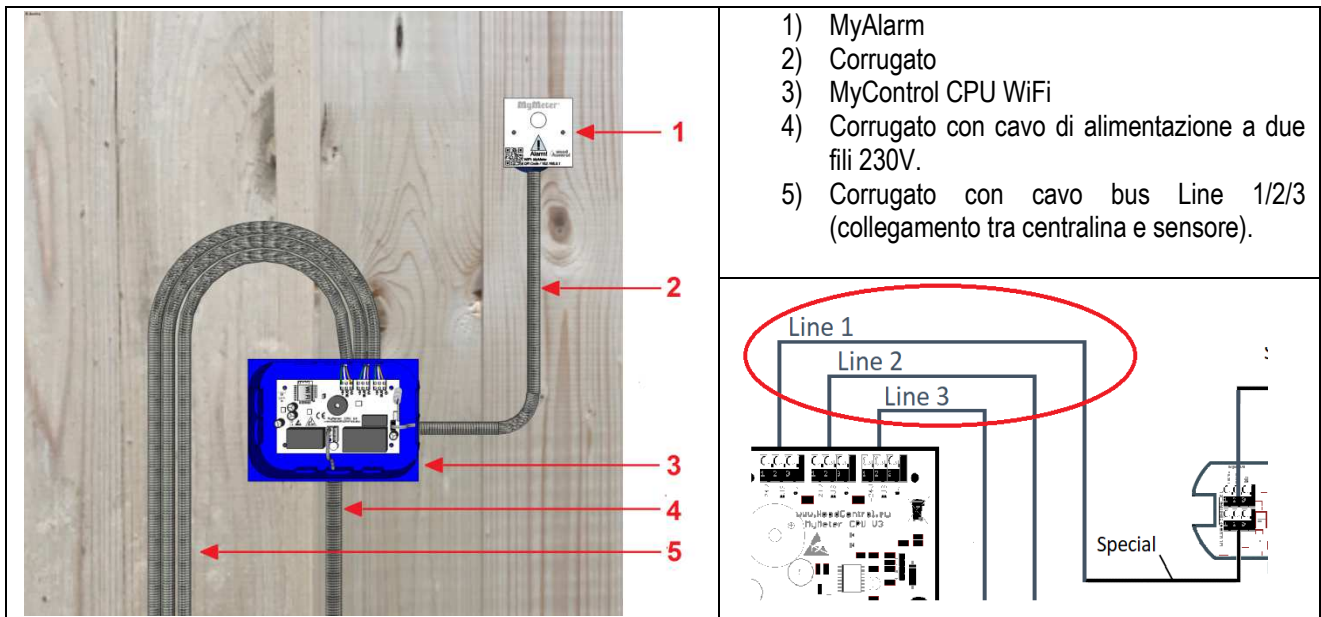 MyMeter
Alarm!
1
2
3
4
5
1) MyAlarm
2) Corrugato
3) MyControl CPU WiFi
4) Corrugato con cavo di alimentazione a due
fili 230V.
5) Corrugato con cavo bus Line 1/2/3
(collegamento tra centralina e sensore).
Line 1
Line 2
Line 3
www.WoodControl.eu
MyMeter CPU V3
Special